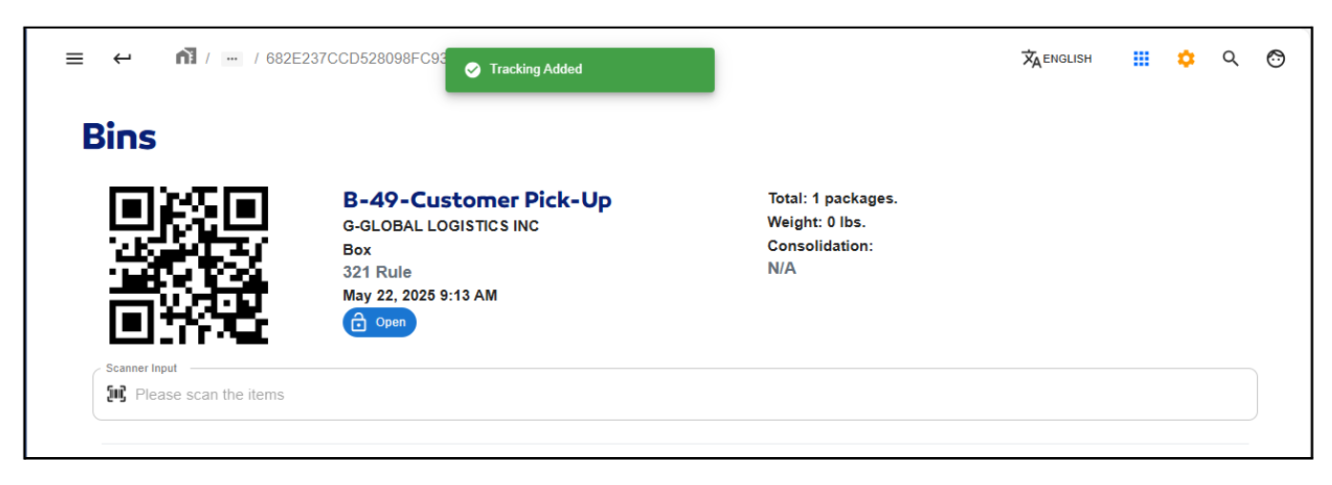 / ... / 682E237CCD528098FC93
Tracking Added
ENGLISH
Bins
B-49-Customer Pick-Up
G-GLOBAL LOGISTICS INC
Box
321 Rule
May 22, 2025 9:13 AM
Open
Total: 1 packages.
Weight: 0 lbs.
Consolidation:
N/A
Scanner Input
Please scan the items